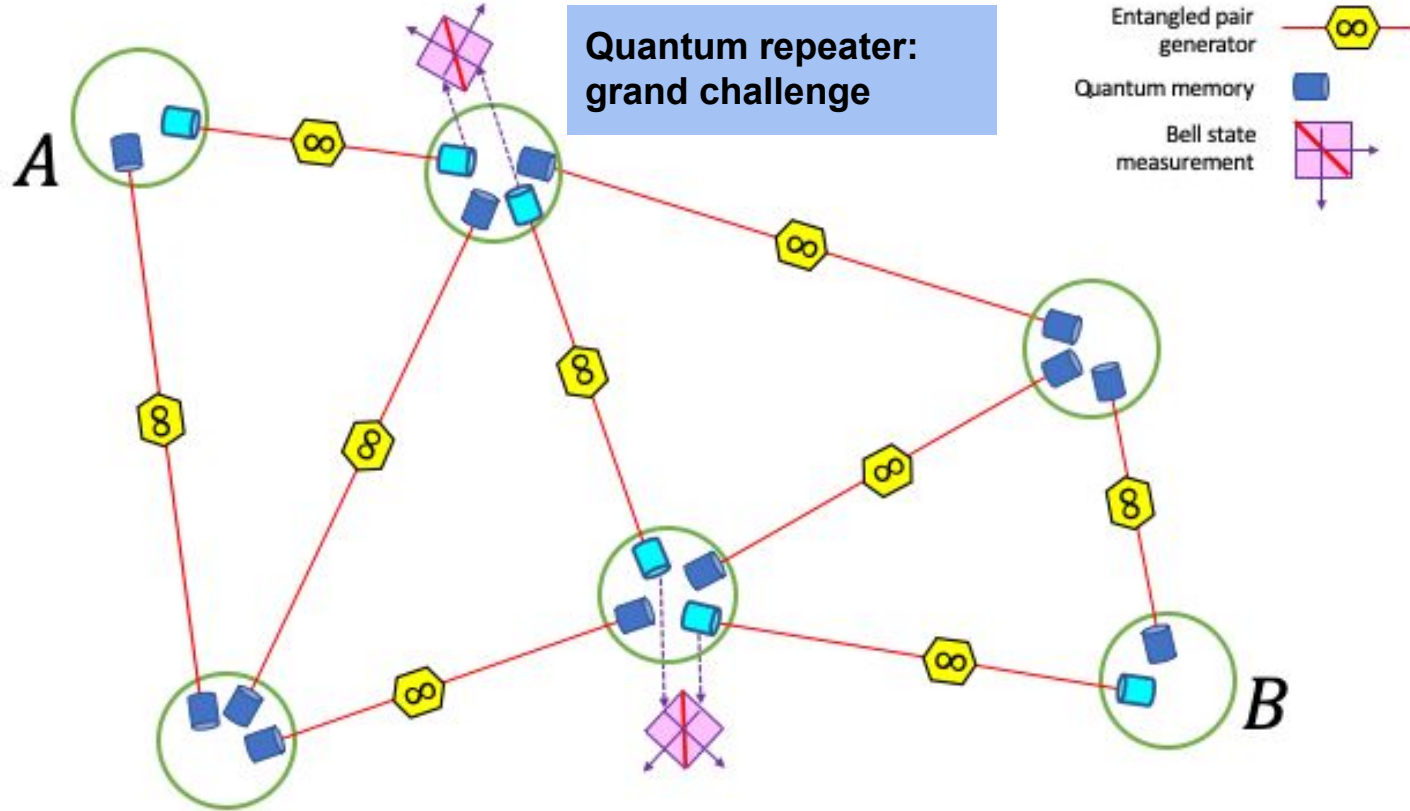 Quantum repeater:
grand challenge
Entangled pair
generator
∞
Quantum memory
Bell state
measurement
A
∞
∞
∞
∞
∞
∞
∞
∞
∞
B